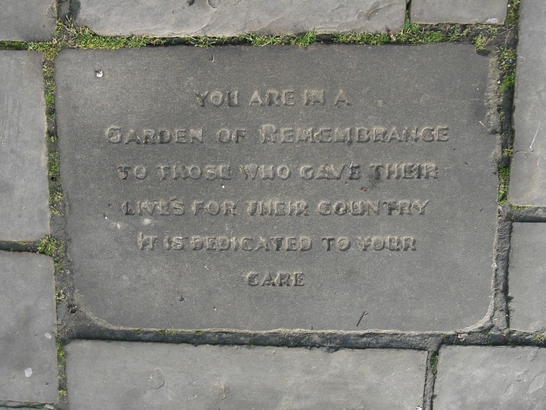 YOU ARE IN A
GARDEN OF REMEMBRANCE
TO THOSE WHO GAVE THEIR
LIVES FOR THEIR COUNTRY
IT IS DEDICATED TO YOUR
CARE